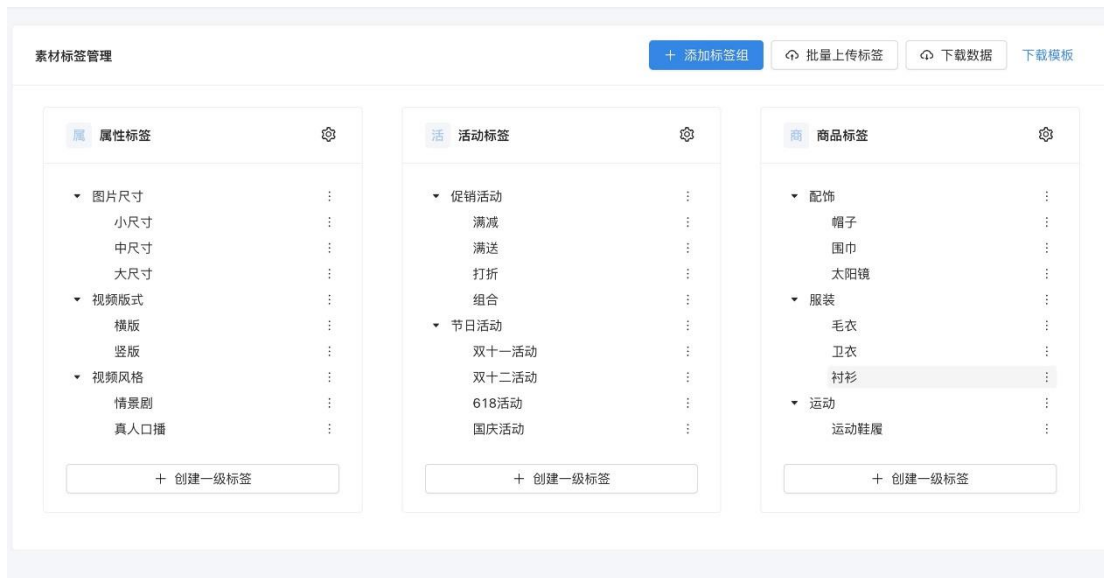 素材标签管理
添加标签组
批量上传标签
下载数据
下载模板
属 属性标签
图片尺寸
小尺寸
中尺寸
大尺寸
视频版式
横版
竖版
视频风格
情景剧
真人口播
创建一级标签
活 活动标签
促销活动
满减
满送
打折
组合
节日活动
双十一活动
双十二活动
618活动
国庆活动
创建一级标签
商 商品标签
配饰
帽子
围巾
太阳镜
服装
毛衣
卫衣
衬衫
运动
运动鞋履
创建一级标签